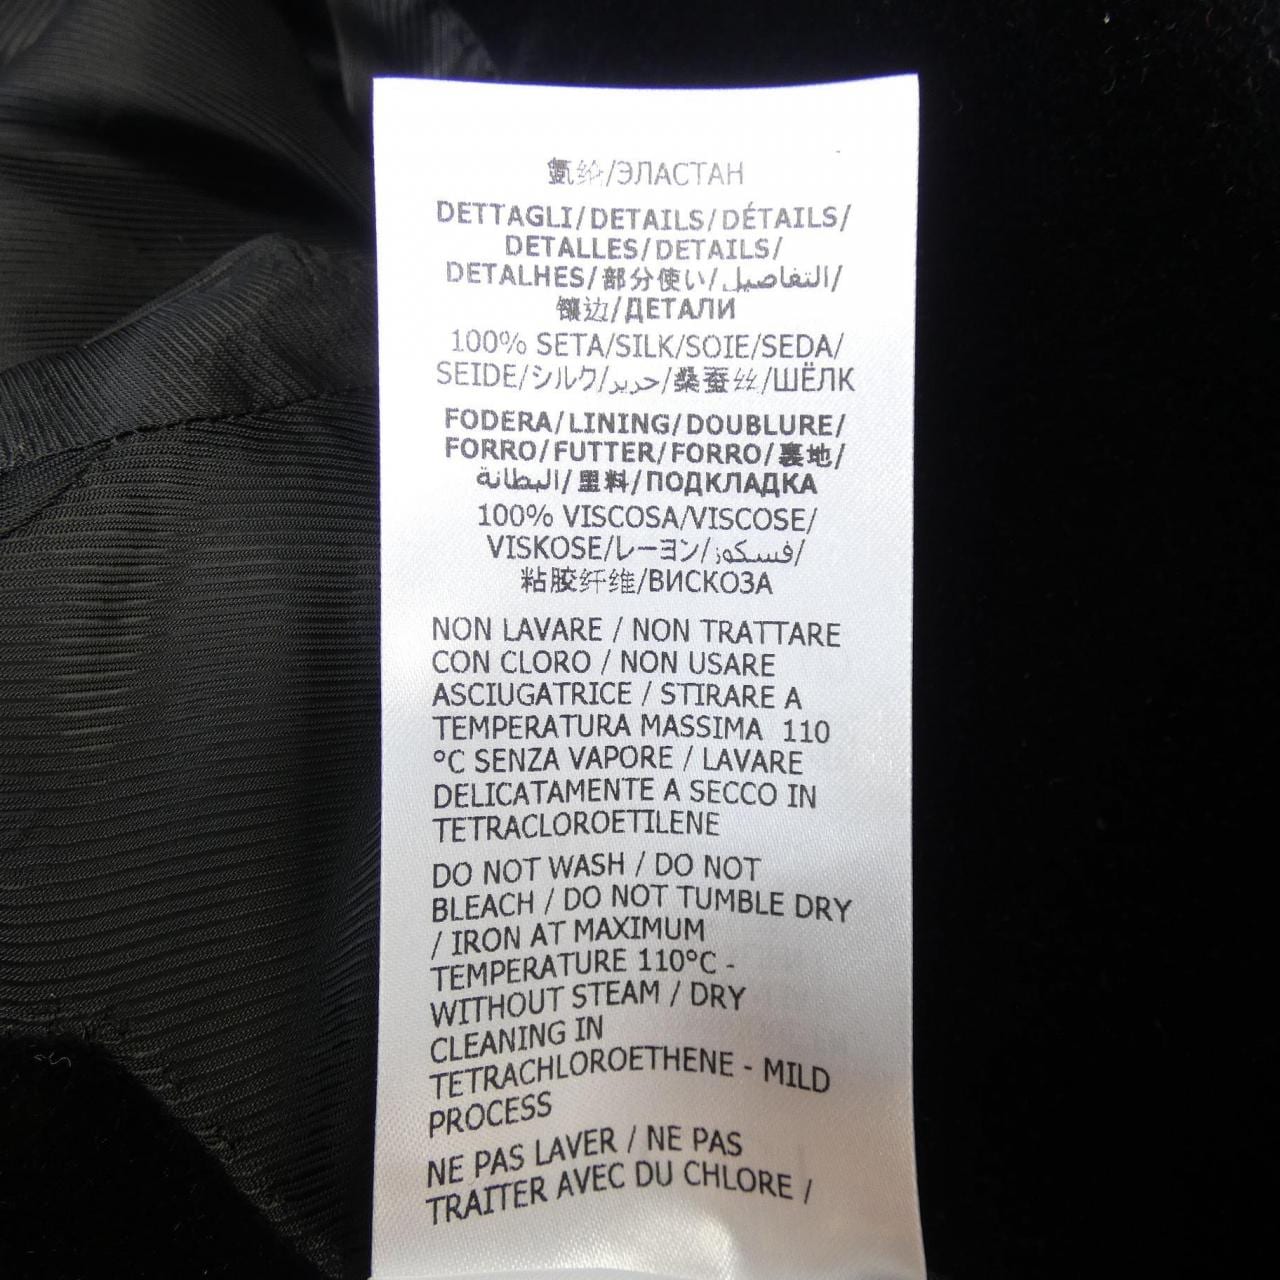 氨纶/ЭЛАСТАН
DETTAGLI/DETAILS/DÉTAILS/
DETALLES/DETAILS/
DETALHES/部分使い/التفاصيل/
镶边/ДЕТАЛИ
100% SETA/SILK/SOIE/SEDA/
SEIDE/シルク/حرير/桑蚕丝/ШЁЛК
FODERA/LINING/DOUBLURE/
FORRO/FUTTER/FORRO/裏地/
البطانة/里料/ПОДКЛАДКА
100% VISCOSA/VISCOSE/
VISKOSE/レーヨン/فسكوز/
粘胶纤维/ВИСКОЗА
NON LAVARE / NON TRATTARE
CON CLORO / NON USARE
ASCIUGATRICE / STIRARE A
TEMPERATURA MASSIMA 110
°C SENZA VAPORE / LAVARE
DELICATAMENTE A SECCO IN
TETRACLOROETILENE
DO NOT WASH / DO NOT
BLEACH / DO NOT TUMBLE DRY
/ IRON AT MAXIMUM
TEMPERATURE 110°C -
WITHOUT STEAM / DRY
CLEANING IN
TETRACHLOROETHENE - MILD
PROCESS
NE PAS LAVER / NE PAS
TRAITER AVEC DU CHLORE /